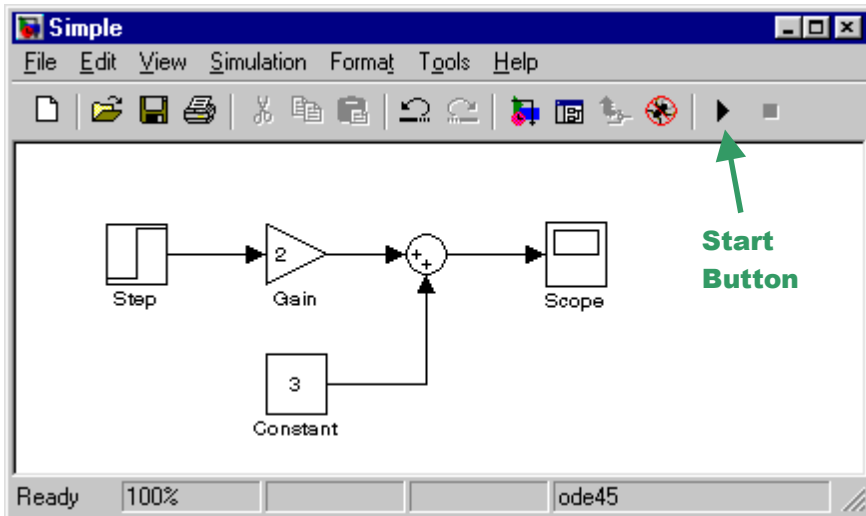 Simple
File Edit View Simulation Format Tools Help
Start
Button
2
+
+
Step
Gain
Scope
3
Constant
Ready 100% ode45